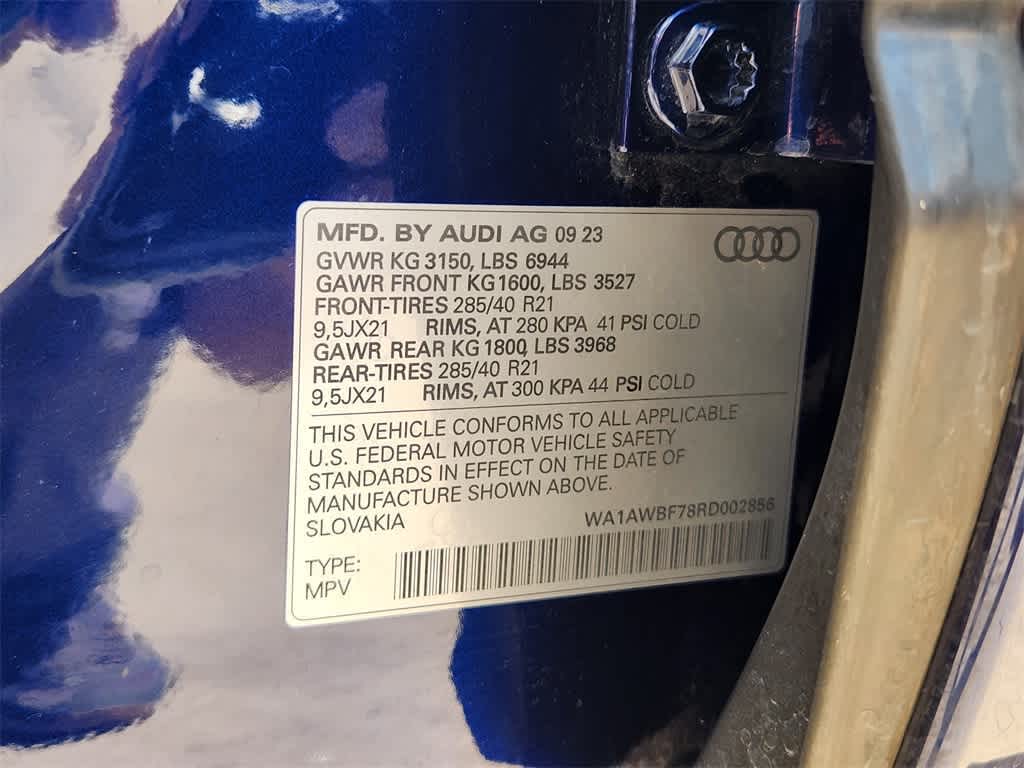 MFD. BY AUDI AG 09 23
GVWR KG 3150, LBS 6944
GAWR FRONT KG 1600, LBS 3527
FRONT-TIRES 285/40 R21
9,5JX21 RIMS, AT 280 KPA 41 PSI COLD
GAWR REAR KG 1800, LBS 3968
REAR-TIRES 285/40 R21
9,5JX21 RIMS, AT 300 KPA 44 PSI COLD
THIS VEHICLE CONFORMS TO ALL APPLICABLE
U.S. FEDERAL MOTOR VEHICLE SAFETY
STANDARDS IN EFFECT ON THE DATE OF
MANUFACTURE SHOWN ABOVE.
SLOVAKIA WA1AWBF78RD002856
TYPE:
MPV